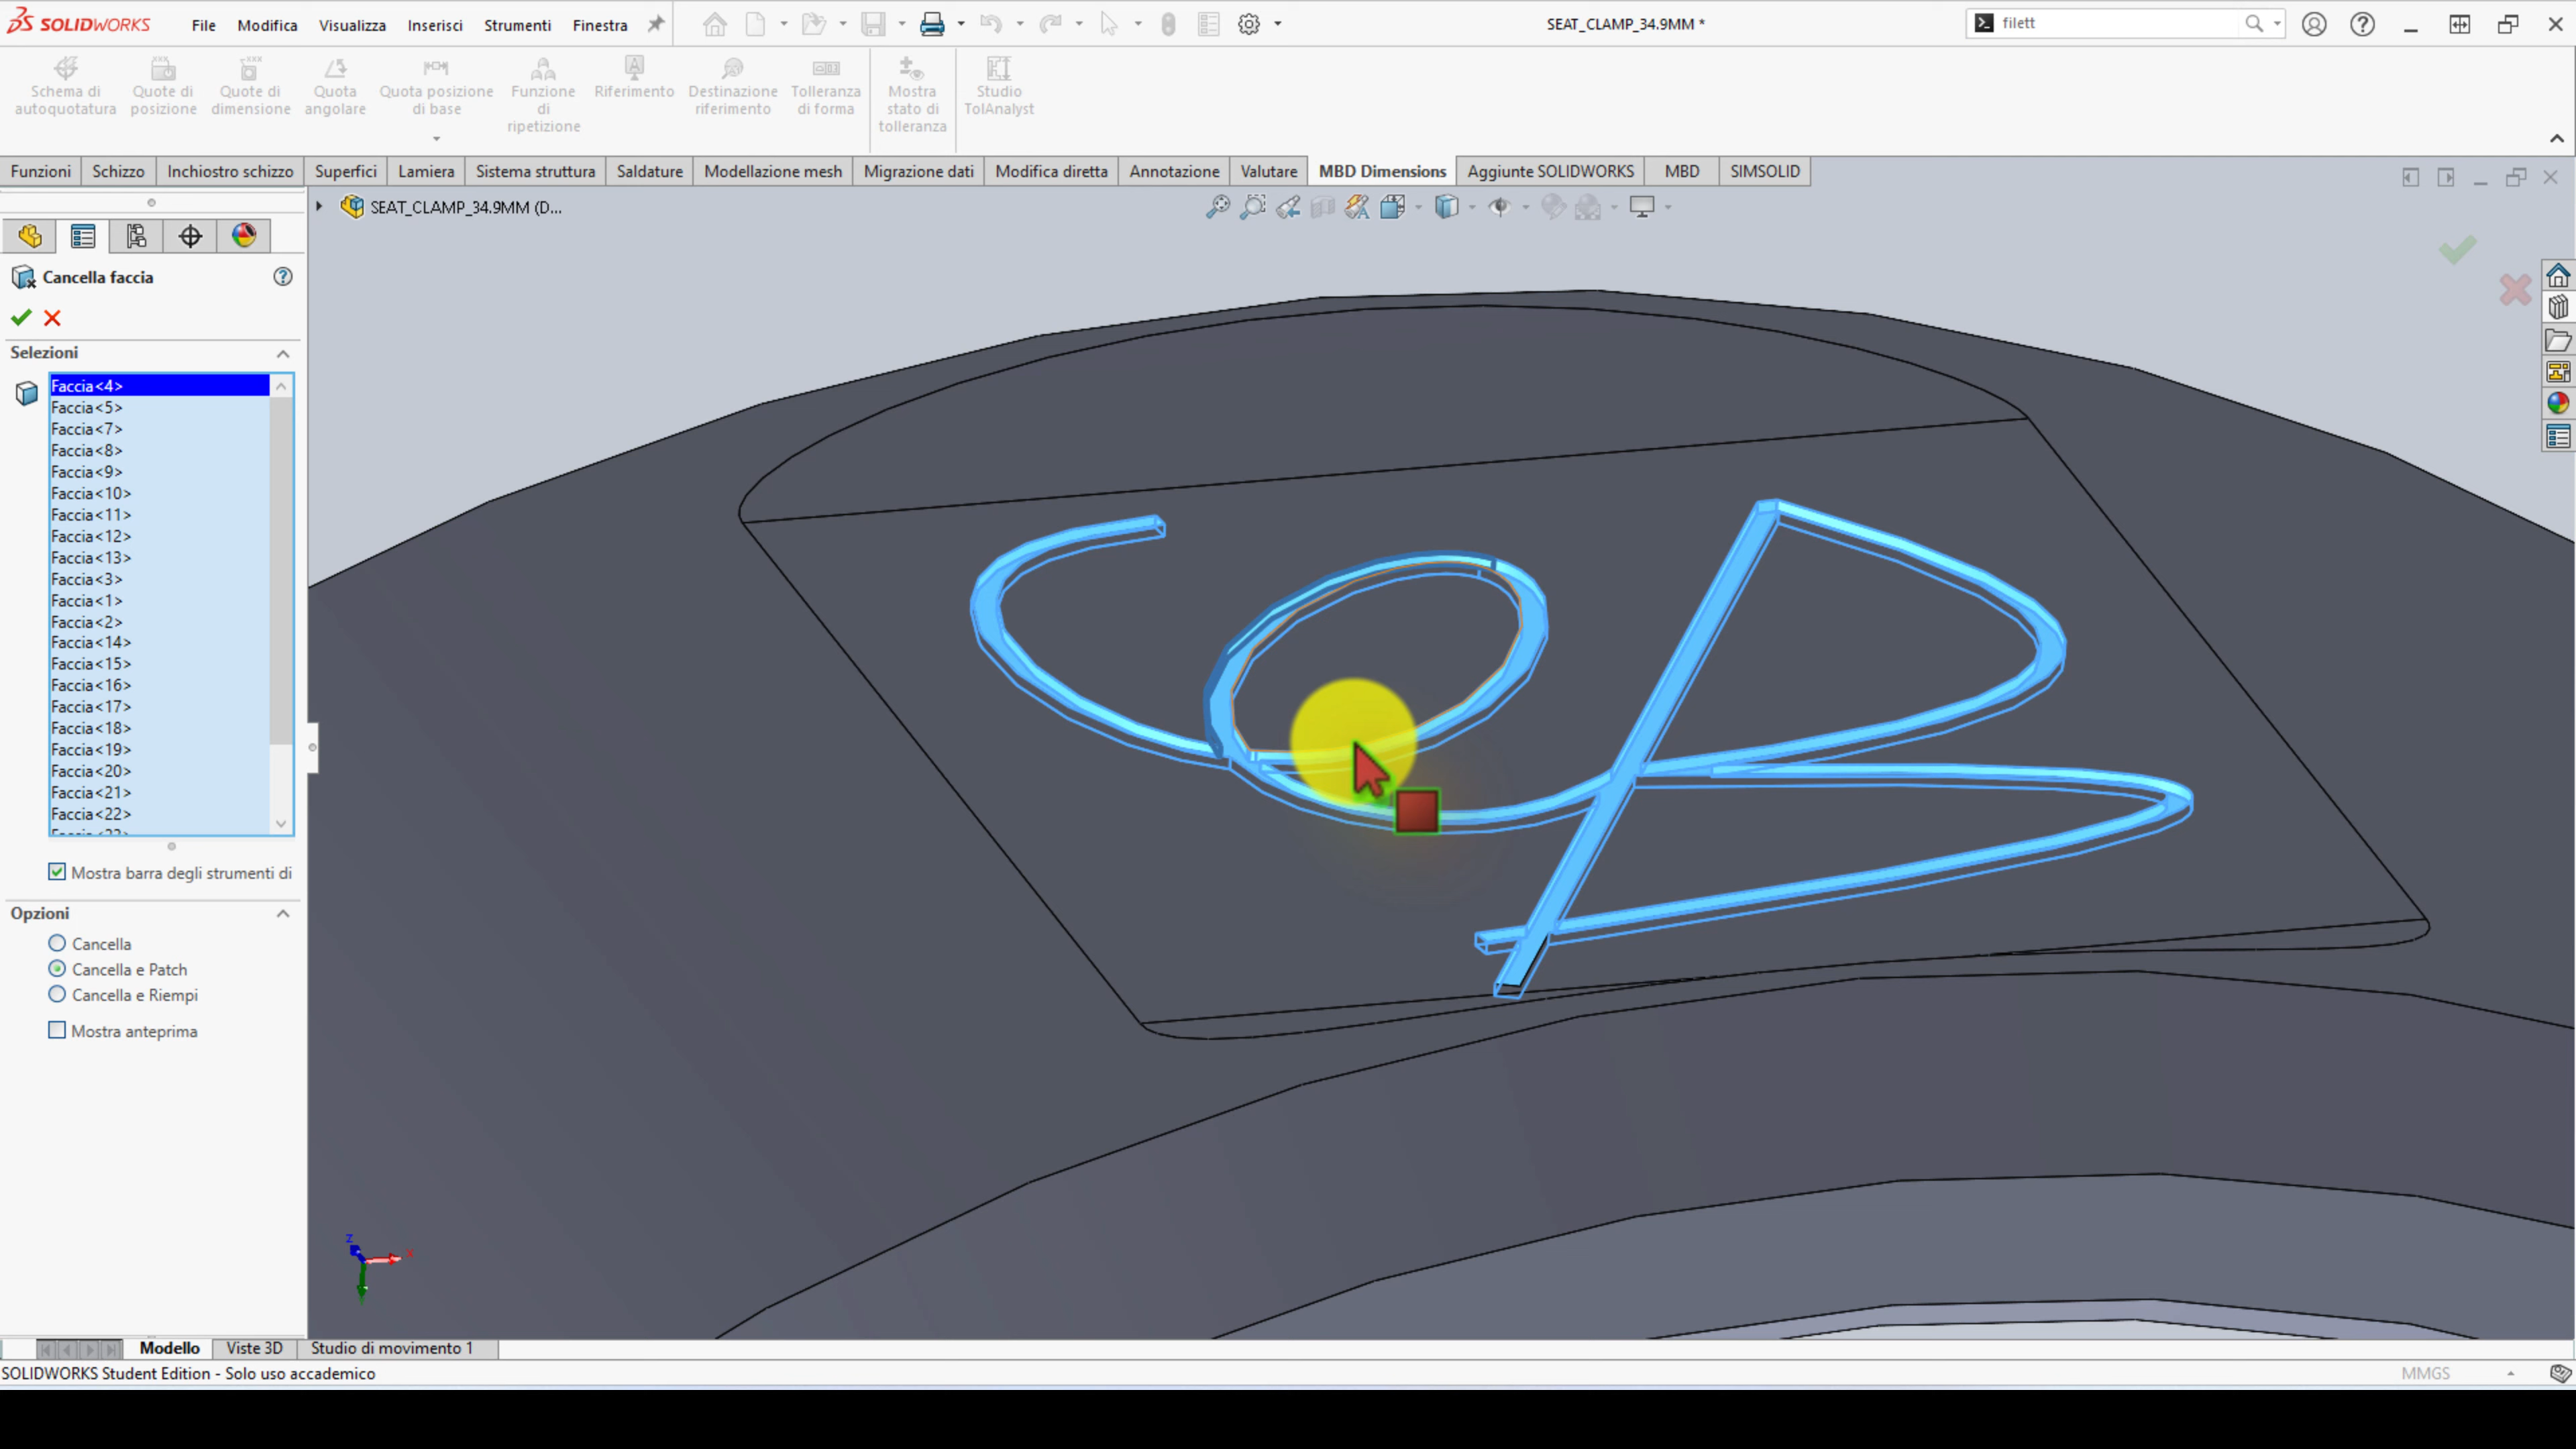 SOLIDWORKS File Modifica Visualizza Inserisci Strumenti Finestra SEAT_CLAMP_34.9MM * filett
Schema di autoquotatura
Quote di posizione
Quote di dimensione
Quota angolare
Quota posizione di base
Funzione di ripetizione
Riferimento
Destinazione riferimento
Tolleranza di forma
Mostra stato di tolleranza
Studio TolAnalyst
Funzioni Schizzo Inchiostro schizzo Superfici Lamiera Sistema struttura Saldature Modellazione mesh Migrazione dati Modifica diretta Annotazione Valutare MBD Dimensions Aggiunte SOLIDWORKS MBD SIMSOLID
SEAT_CLAMP_34.9MM (D...
Cancella faccia
Selezioni
Faccia<4>
Faccia<5>
Faccia<7>
Faccia<8>
Faccia<9>
Faccia<10>
Faccia<11>
Faccia<12>
Faccia<13>
Faccia<3>
Faccia<1>
Faccia<2>
Faccia<14>
Faccia<15>
Faccia<16>
Faccia<17>
Faccia<18>
Faccia<19>
Faccia<20>
Faccia<21>
Faccia<22>
Mostra barra degli strumenti di
Opzioni
Cancella
Cancella e Patch
Cancella e Riempi
Mostra anteprima
z
x
Modello Viste 3D Studio di movimento 1
SOLIDWORKS Student Edition - Solo uso accademico MMGS